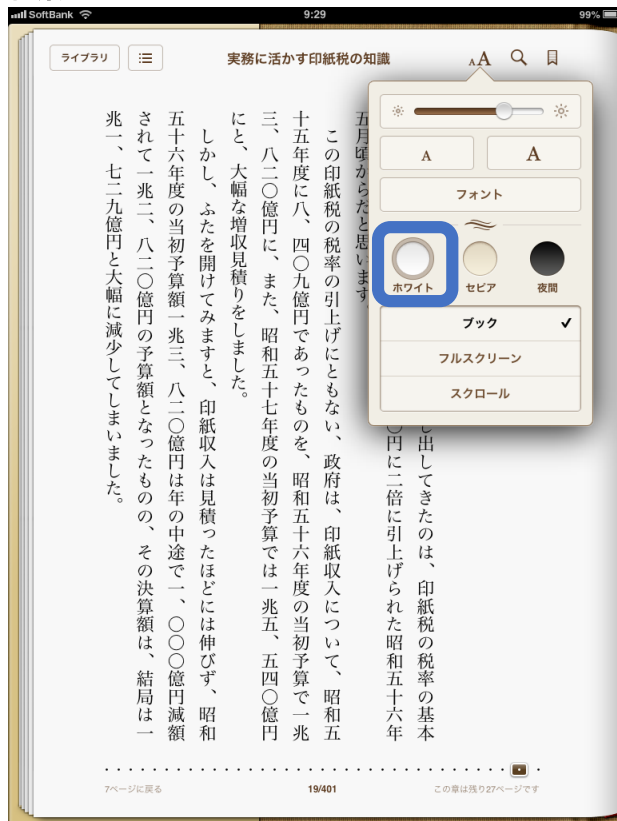 SoftBank
9:29
99%
ライブラリ
実務に活かす印紙税の知識
AA
A
A
フォント
ホワイト
セピア
夜間
ブック ✓
フルスクリーン
スクロール
出してきたのは、印紙税の税率の基本
円に二倍に引上げられた昭和五十六年
五月頃からだと思います。
この印紙税の税率の引上げにともない、政府は、印紙収入について、昭和五
十五年度に八、四〇九億円であったものを、昭和五十六年度の当初予算で一兆
三、八二〇億円に、また、昭和五十七年度の当初予算では一兆五、五四〇億円
にと、大幅な増収見積りをしました。
しかし、ふたを開けてみますと、印紙収入は見積ったほどには伸びず、昭和
五十六年度の当初予算額一兆三、八二〇億円は年の中途で一、〇〇〇億円減額
されて一兆二、八二〇億円の予算額となったものの、その決算額は、結局は一
兆一、七二九億円と大幅に減少してしまいました。
7ページに戻る
19/401
この章は残り27ページです